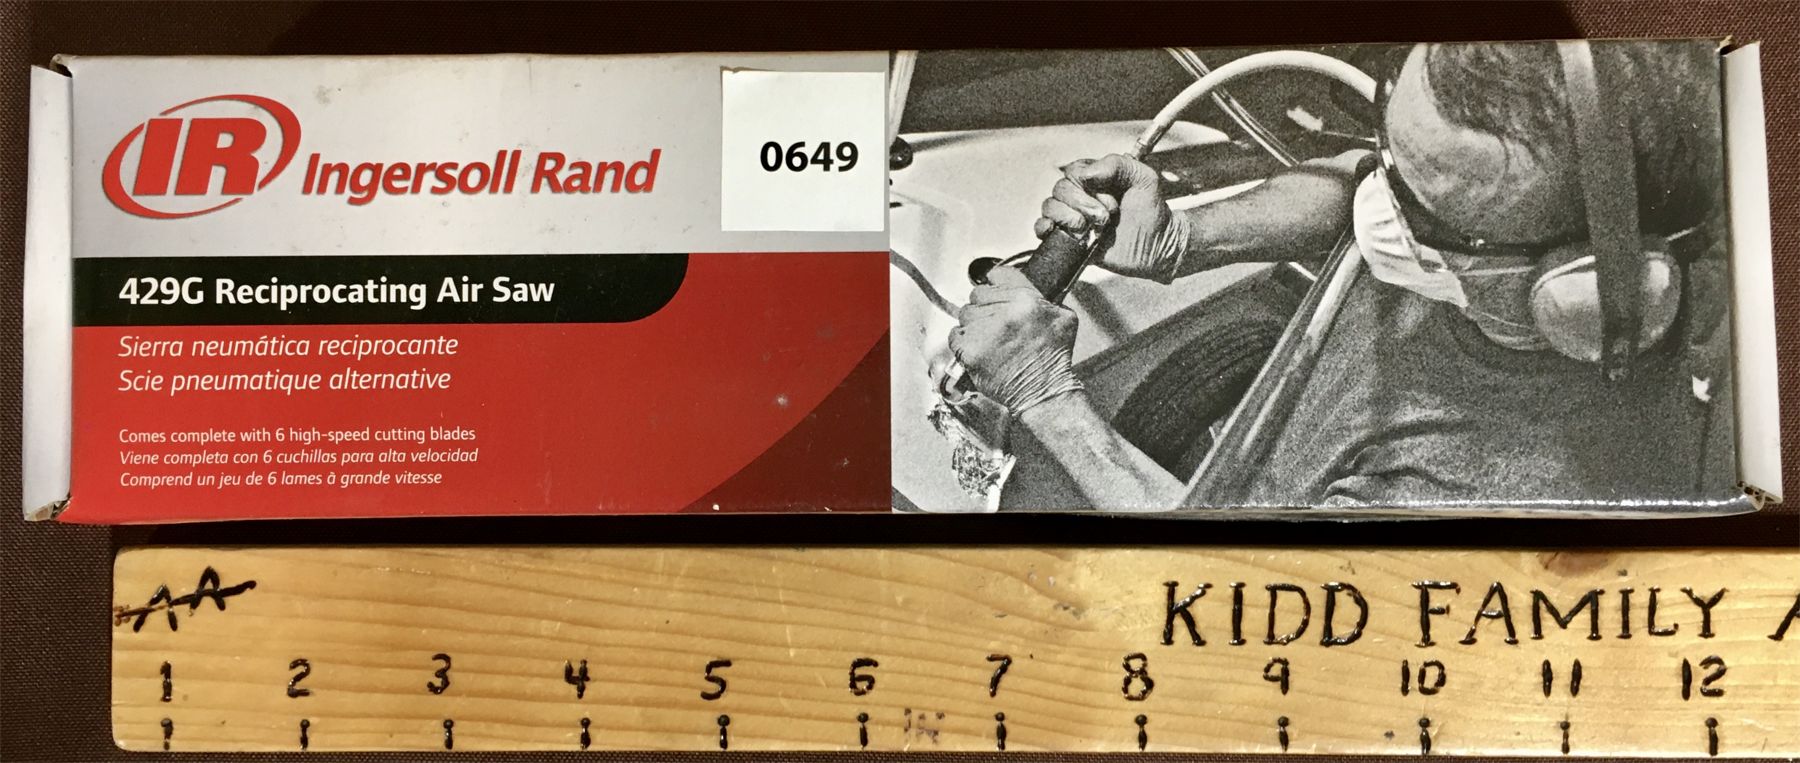 IR Ingersoll Rand
0649
429G Reciprocating Air Saw
Sierra neumática reciprocante
Scie pneumatique alternative
Comes complete with 6 high-speed cutting blades
Viene completa con 6 cuchillas para alta velocidad
Comprend un jeu de 6 lames à grande vitesse
AA
KIDD FAMILY A
1 2 3 4 5 6 7 8 9 10 11 12